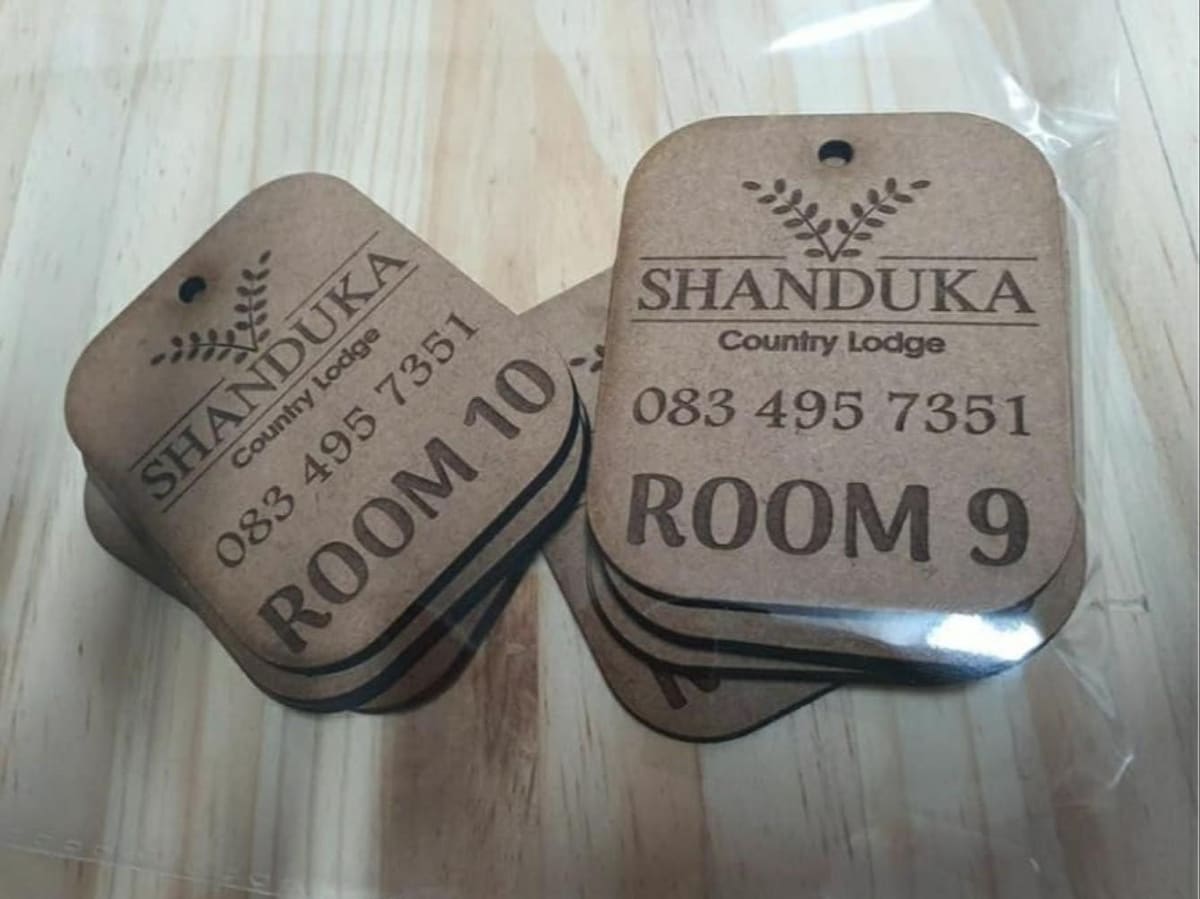 SHANDUKA
Country Lodge
083 495 7351
ROOM 10
SHANDUKA
Country Lodge
083 495 7351
ROOM 9